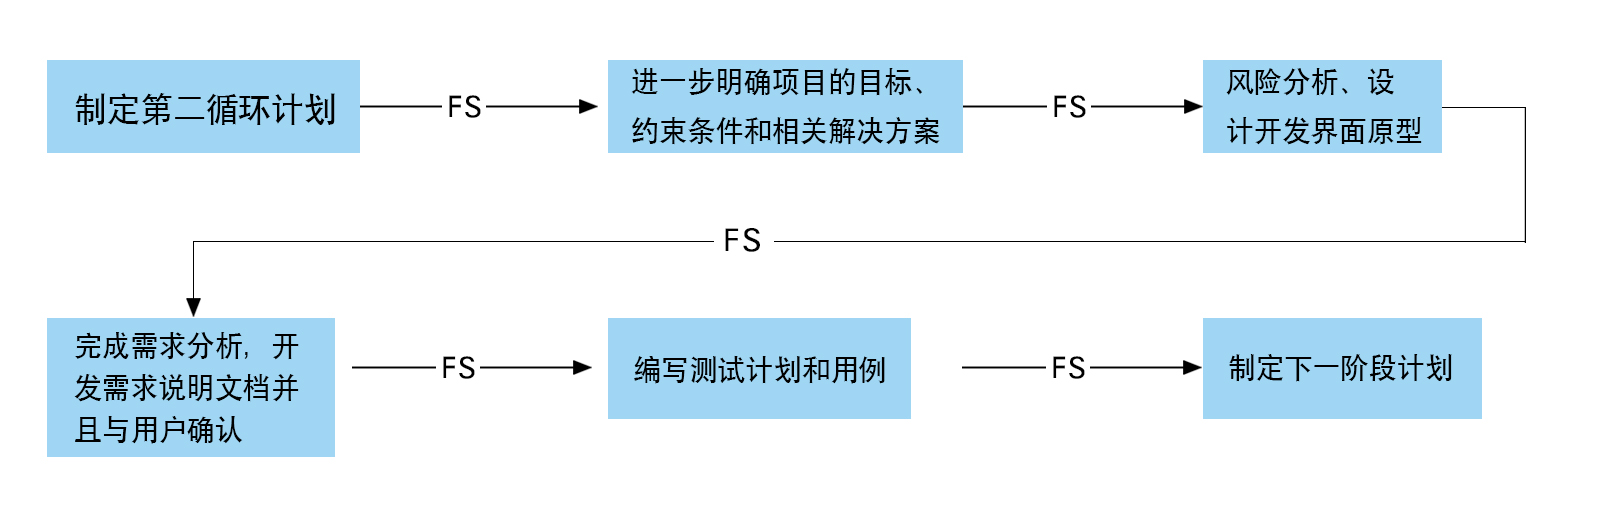 制定第二循环计划
FS
进一步明确项目的目标、
约束条件和相关解决方案
FS
风险分析、设
计开发界面原型
FS
完成需求分析，开
发需求说明文档并
且与用户确认
FS
编写测试计划和用例
FS
制定下一阶段计划